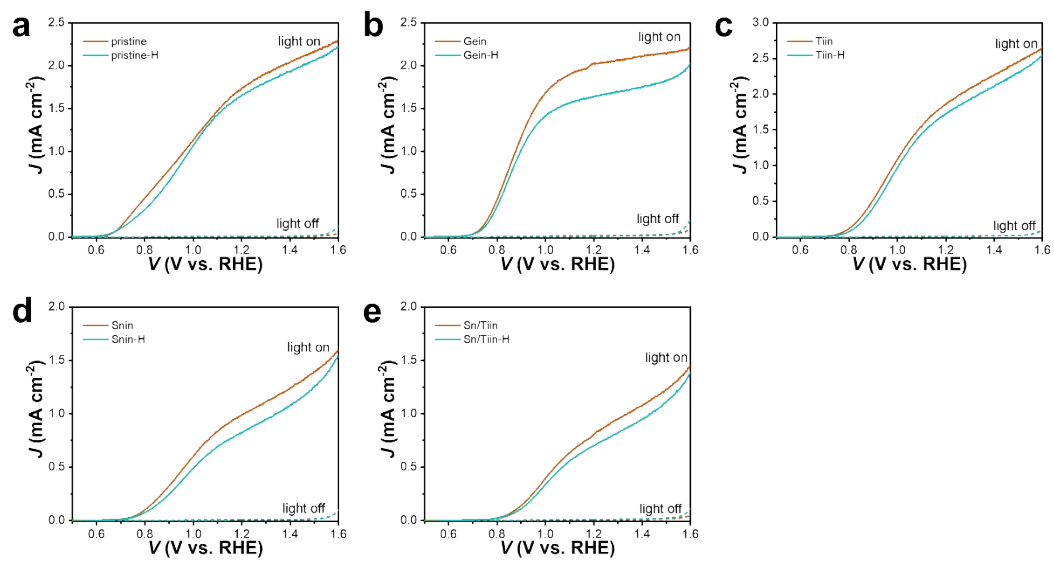 a
2.5
2.0
1.5
1.0
0.5
0.0
J (mA cm-2)
pristine
pristine-H
light on
light off
0.6 0.8 1.0 1.2 1.4 1.6
V (V vs. RHE)
b
2.5
2.0
1.5
1.0
0.5
0.0
J (mA cm-2)
Gein
Gein-H
light on
light off
0.6 0.8 1.0 1.2 1.4 1.6
V (V vs. RHE)
c
3.0
2.5
2.0
1.5
1.0
0.5
0.0
J (mA cm-2)
Tiin
Tiin-H
light on
light off
0.6 0.8 1.0 1.2 1.4 1.6
V (V vs. RHE)
d
2.0
1.5
1.0
0.5
0.0
J (mA cm-2)
Snin
Snin-H
light on
light off
0.6 0.8 1.0 1.2 1.4 1.6
V (V vs. RHE)
e
2.0
1.5
1.0
0.5
0.0
J (mA cm-2)
Sn/Tiin
Sn/Tiin-H
light on
light off
0.6 0.8 1.0 1.2 1.4 1.6
V (V vs. RHE)